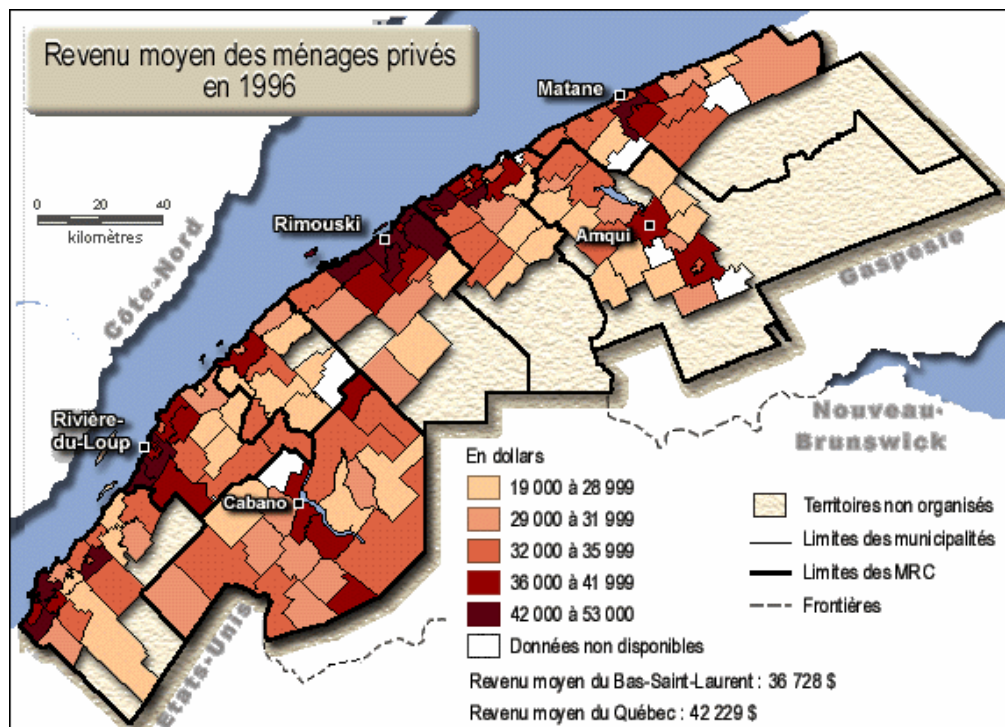 Revenu moyen des ménages privés
en 1996
Matane
0 20 40
kilomètres
Rimouski
Amqui
Côte-Nord
Gaspésie
Rivière-
du-Loup
Nouveau-
Brunswick
Cabano
États-Unis
En dollars
19 000 à 28 999
29 000 à 31 999
32 000 à 35 999
36 000 à 41 999
42 000 à 53 000
Données non disponibles
Territoires non organisés
Limites des municipalités
Limites des MRC
Frontières
Revenu moyen du Bas-Saint-Laurent : 36 728 $
Revenu moyen du Québec : 42 229 $